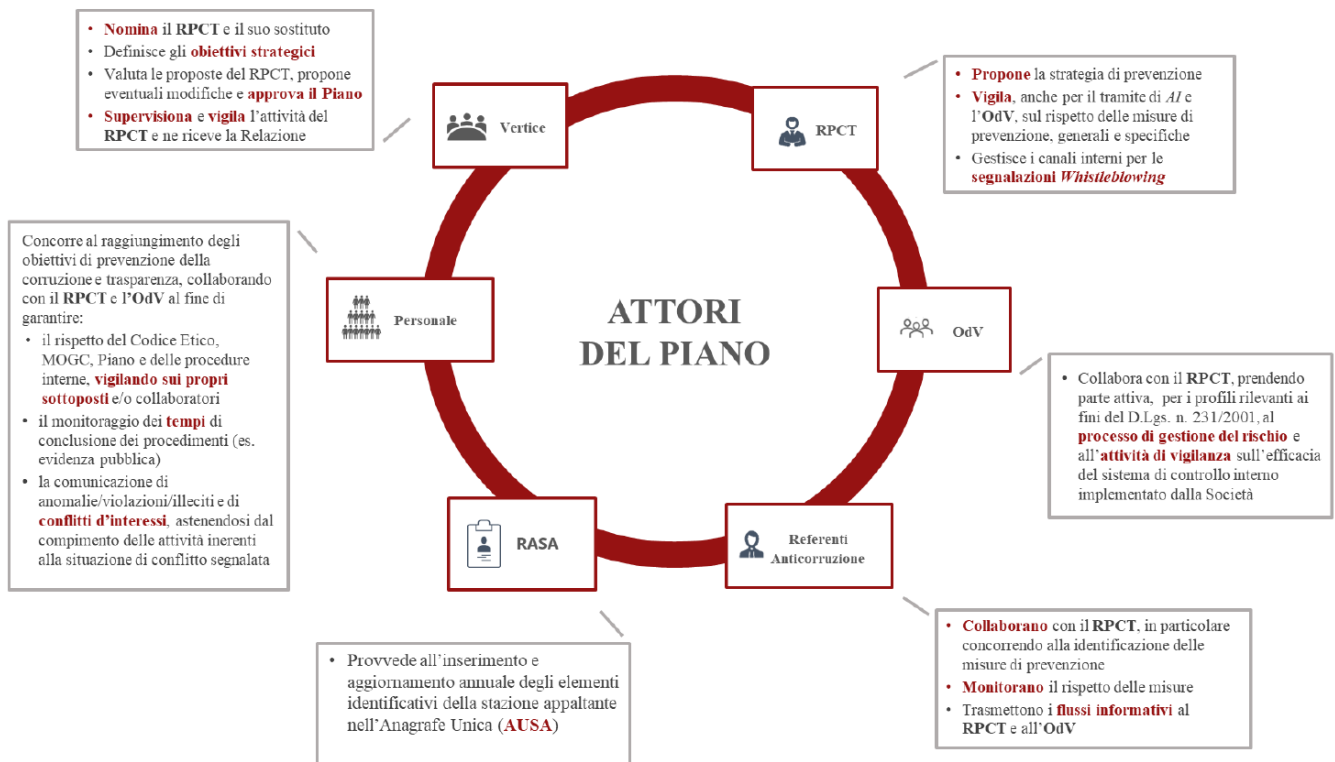 • Nomina il RPCT e il suo sostituto
• Definisce gli obiettivi strategici
• Valuta le proposte del RPCT, propone
eventuali modifiche e approva il Piano
• Supervisiona e vigila l'attività del
RPCT e ne riceve la Relazione
Vertice
RPCT
• Propone la strategia di prevenzione
• Vigila, anche per il tramite di AI e
l'OdV, sul rispetto delle misure di
prevenzione, generali e specifiche
• Gestisce i canali interni per le
segnalazioni Whistleblowing
Concorre al raggiungimento degli
obiettivi di prevenzione della
corruzione e trasparenza, collaborando
con il RPCT e l'OdV al fine di
garantire:
• il rispetto del Codice Etico,
MOGC, Piano e delle procedure
interne, vigilando sui propri
sottoposti e/o collaboratori
• il monitoraggio dei tempi di
conclusione dei procedimenti (es.
evidenza pubblica)
• la comunicazione di
anomalie/violazioni/illeciti e di
conflitti d'interessi, astenendosi dal
compimento delle attività inerenti
alla situazione di conflitto segnalata
Personale
ATTORI
DEL PIANO
OdV
• Collabora con il RPCT, prendendo
parte attiva, per i profili rilevanti ai
fini del D.Lgs. n. 231/2001, al
processo di gestione del rischio e
all'attività di vigilanza sull'efficacia
del sistema di controllo interno
implementato dalla Società
RASA
Referenti
Anticorruzione
• Provvede all'inserimento e
aggiornamento annuale degli elementi
identificativi della stazione appaltante
nell'Anagrafe Unica (AUSA)
• Collaborano con il RPCT, in particolare
concorrendo alla identificazione delle
misure di prevenzione
• Monitorano il rispetto delle misure
• Trasmettono i flussi informativi al
RPCT e all'OdV